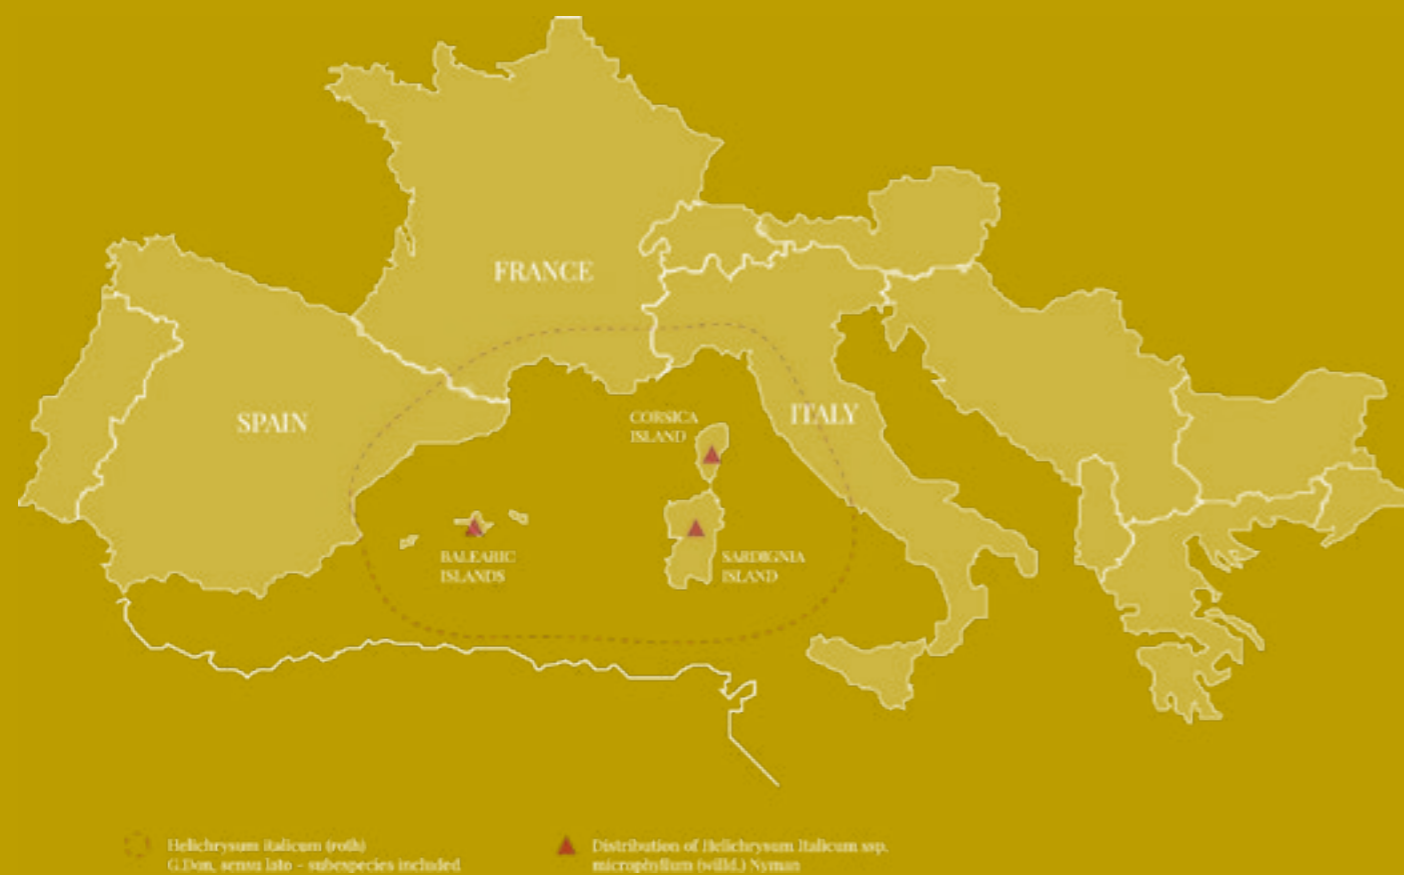 FRANCE
SPAIN
CORSICA
ISLAND
ITALY
BALEARIC
ISLANDS
SARDIGNIA
ISLAND
Helichrysum italicum (roth)
G.Don, sensu lato - subespecies included
Distribution of Helichrysum Italicum ssp.
microphyllum (willd.) Nyman